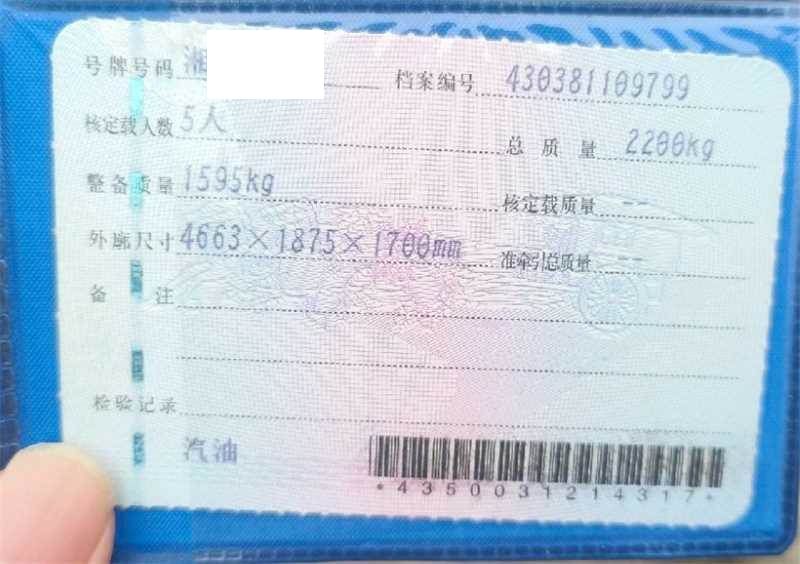 号牌号码 湘
档案编号 430381109799
核定载人数 5人
总质量 2200kg
整备质量 1595kg
核定载质量 --
外廓尺寸 4663×1875×1700mm
准牵引总质量 --
备注
检验记录
汽油
*4350031214317*